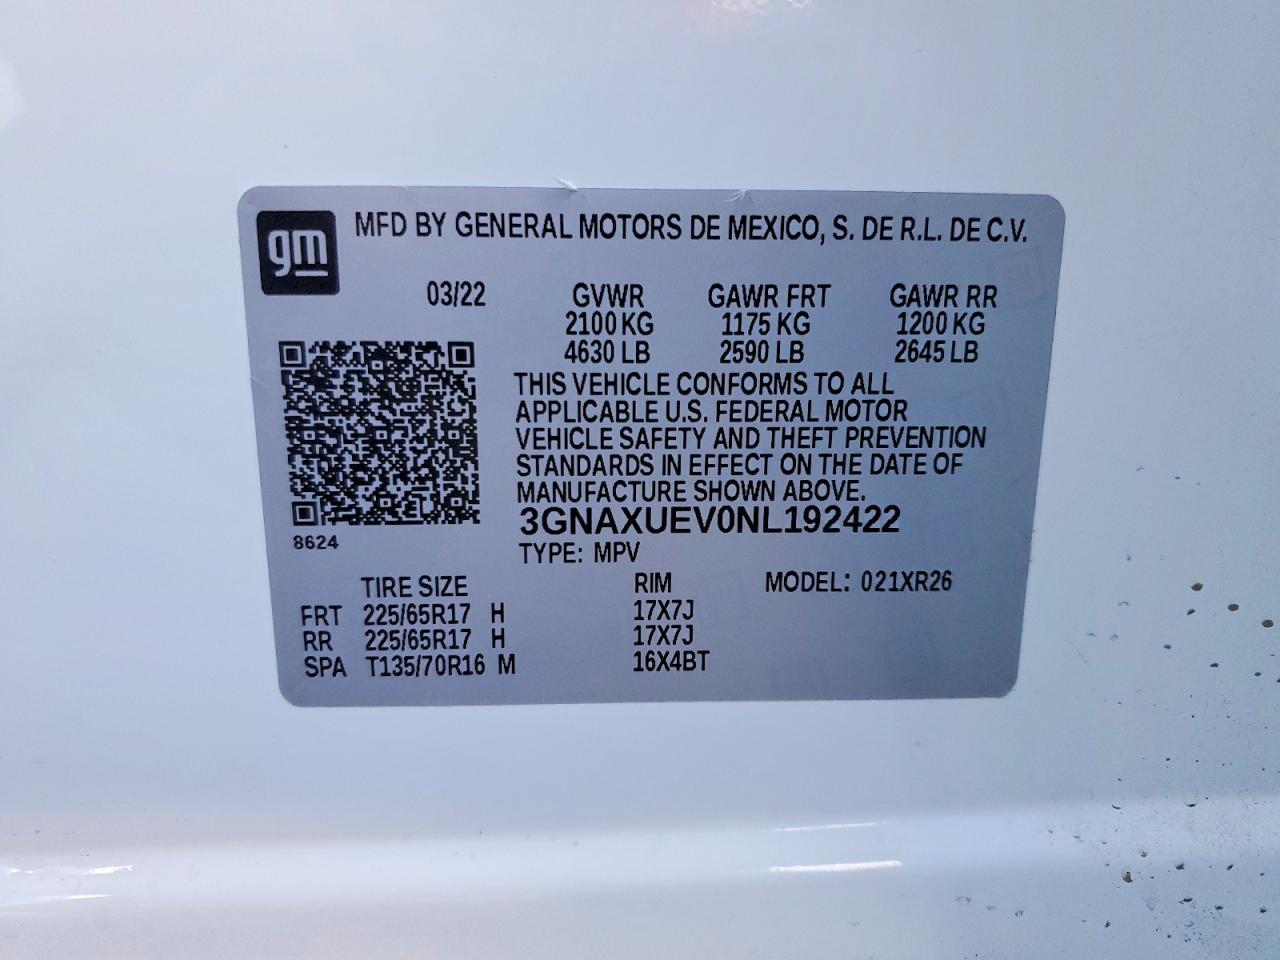 gm MFD BY GENERAL MOTORS DE MEXICO, S. DE R.L. DE C.V.
03/22 GVWR GAWR FRT GAWR RR
2100 KG 1175 KG 1200 KG
4630 LB 2590 LB 2645 LB
THIS VEHICLE CONFORMS TO ALL
APPLICABLE U.S. FEDERAL MOTOR
VEHICLE SAFETY AND THEFT PREVENTION
STANDARDS IN EFFECT ON THE DATE OF
MANUFACTURE SHOWN ABOVE.
3GNAXUEV0NL192422
8624 TYPE: MPV
TIRE SIZE RIM MODEL: 021XR26
FRT 225/65R17 H 17X7J
RR 225/65R17 H 17X7J
SPA T135/70R16 M 16X4BT